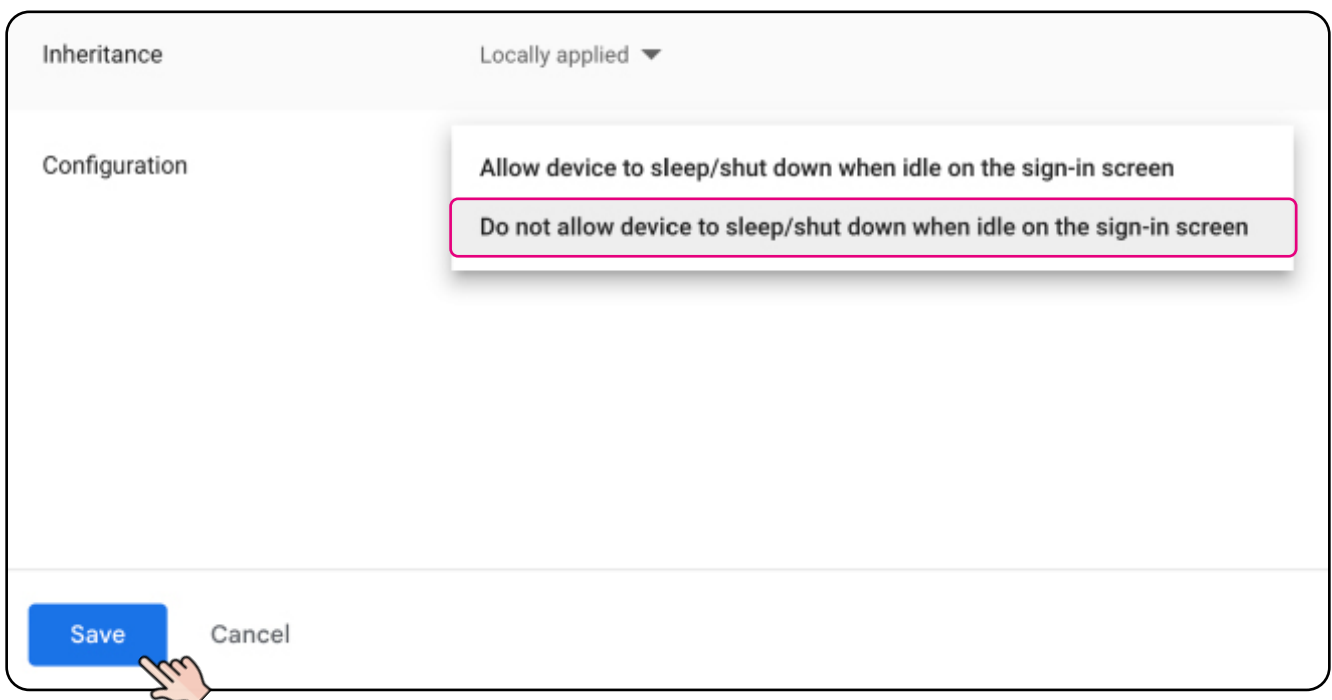 Inheritance
Locally applied
Configuration
Allow device to sleep/shut down when idle on the sign-in screen
Do not allow device to sleep/shut down when idle on the sign-in screen
Save
Cancel